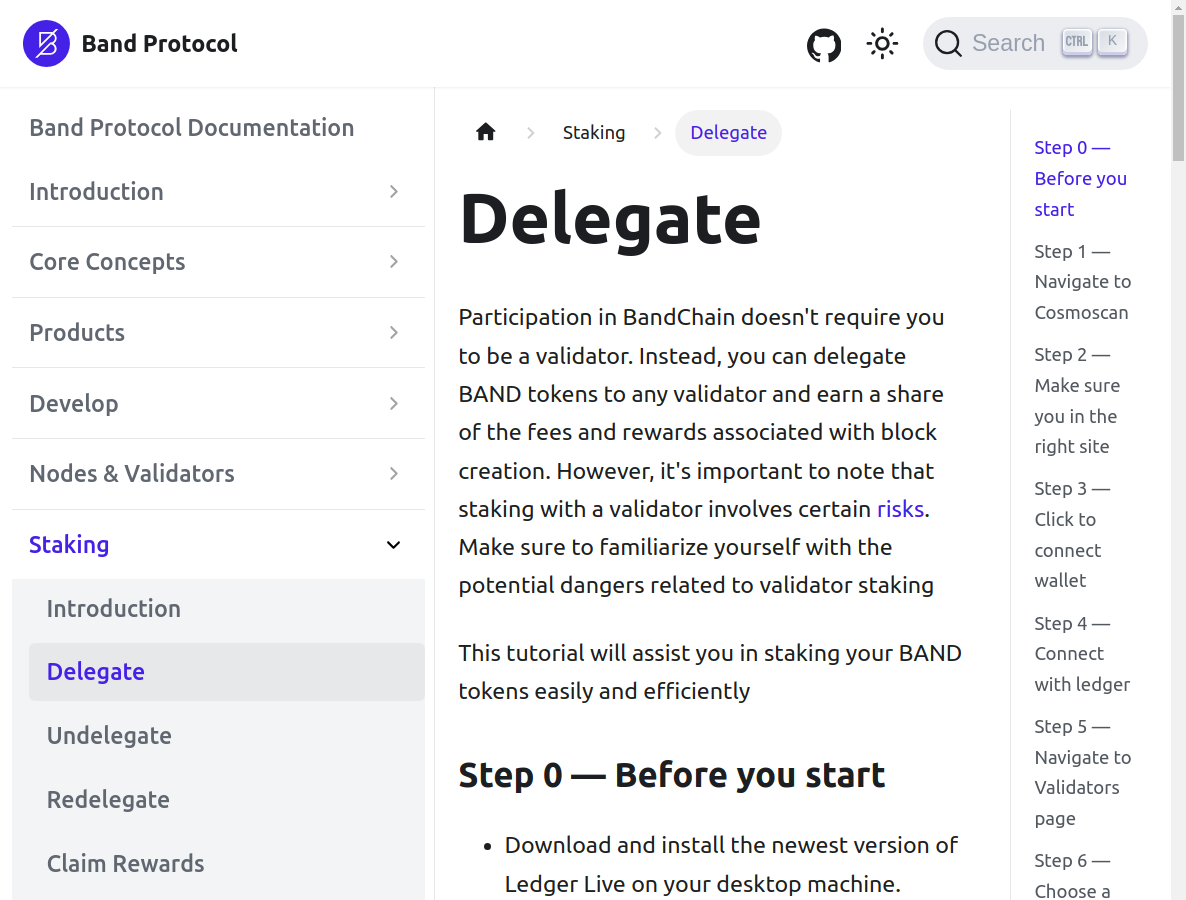 Band Protocol
Search
CTRL
K
Band Protocol Documentation
Introduction
Core Concepts
Products
Develop
Nodes & Validators
Staking
Introduction
Delegate
Undelegate
Redelegate
Claim Rewards
Staking
Delegate
Delegate
Participation in BandChain doesn't require you
to be a validator. Instead, you can delegate
BAND tokens to any validator and earn a share
of the fees and rewards associated with block
creation. However, it's important to note that
staking with a validator involves certain risks.
Make sure to familiarize yourself with the
potential dangers related to validator staking
This tutorial will assist you in staking your BAND
tokens easily and efficiently
Step 0 — Before you start
• Download and install the newest version of
Ledger Live on your desktop machine.
Step 0 —
Before you
start
Step 1 —
Navigate to
Cosmoscan
Step 2 —
Make sure
you in the
right site
Step 3 —
Click to
connect
wallet
Step 4 —
Connect
with ledger
Step 5 —
Navigate to
Validators
page
Step 6 —
Choose a